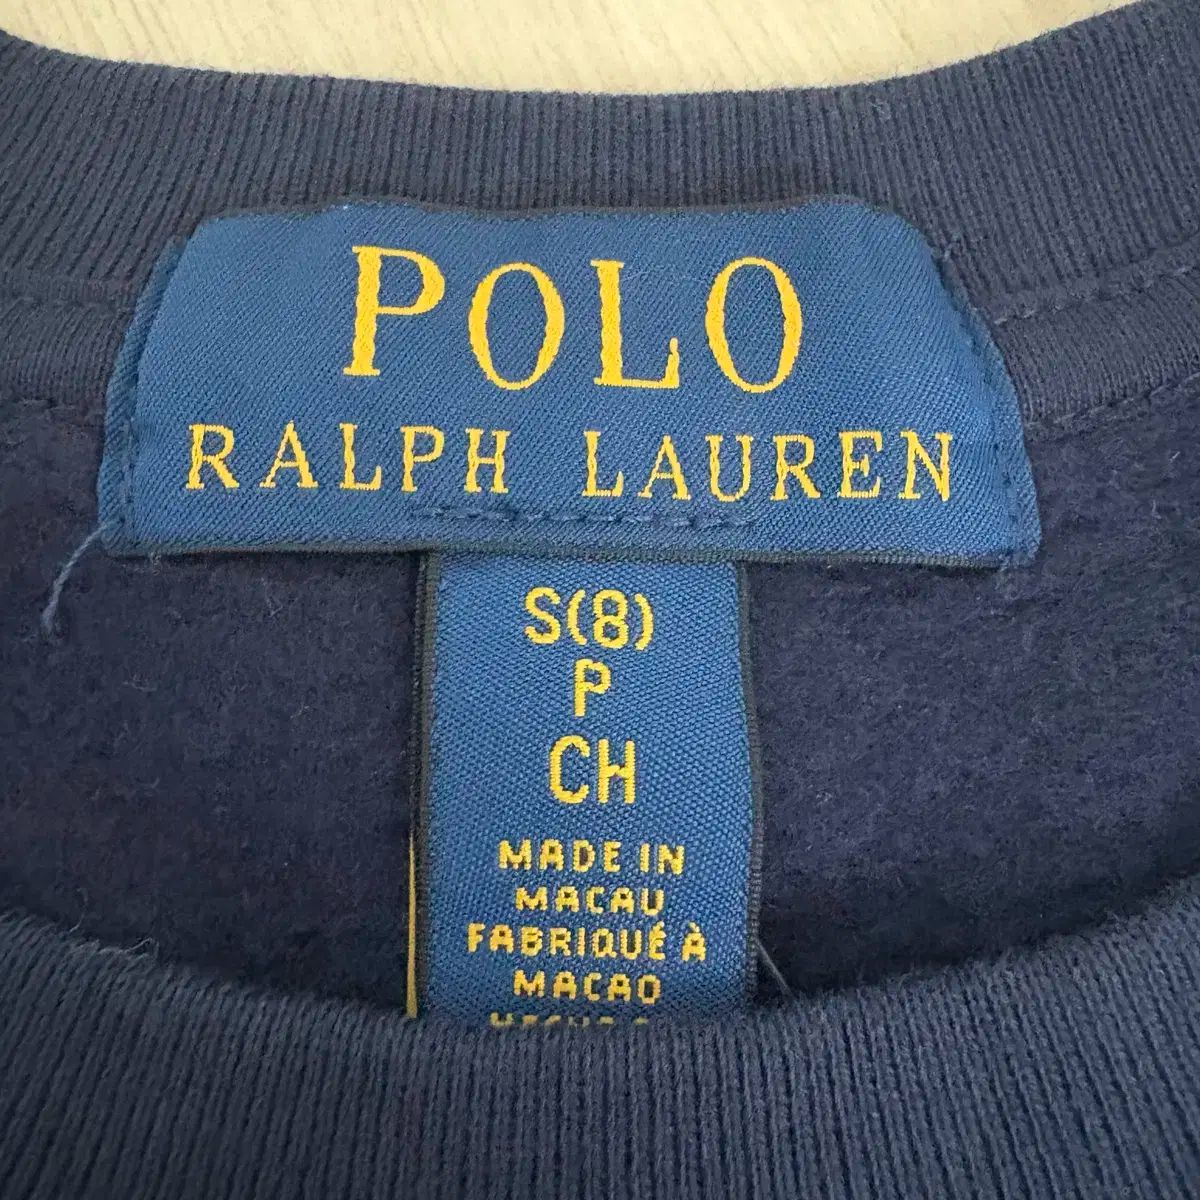 POLO
RALPH LAUREN
S(8)
P
CH
MADE IN
MACAU
FABRIQUÉ À
MACAO